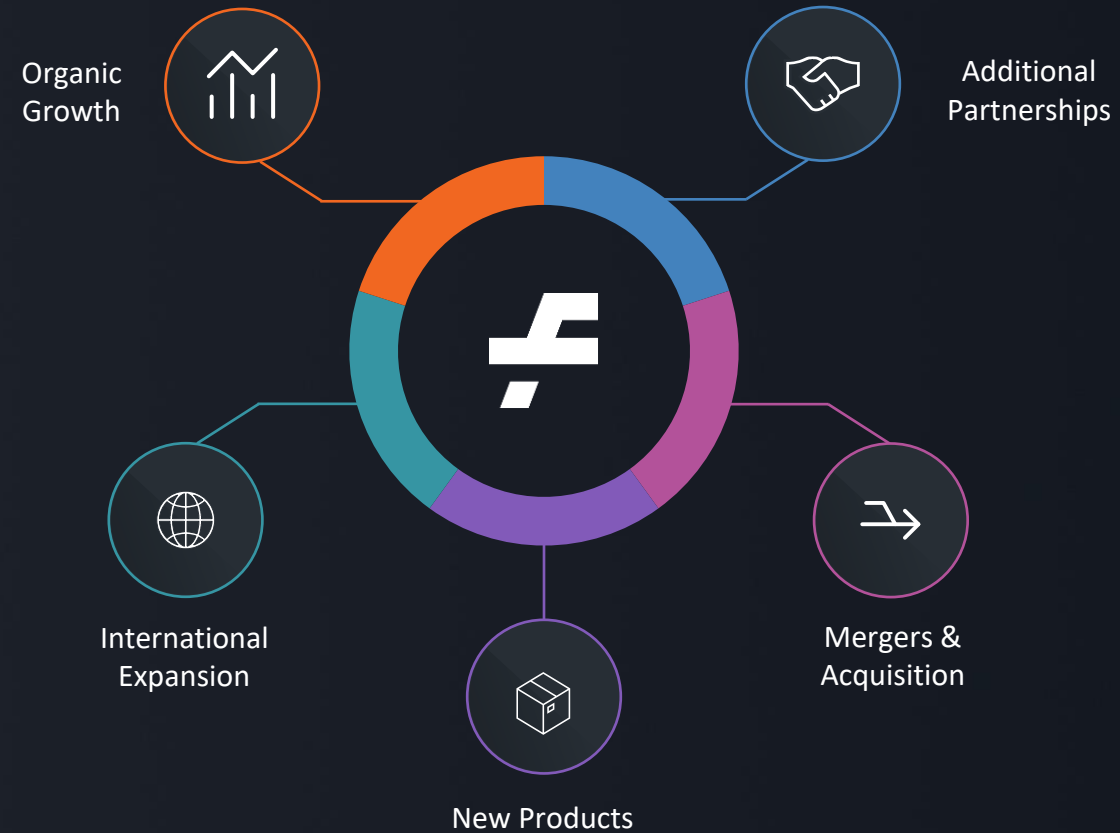 Organic
Growth
Additional
Partnerships
International
Expansion
Mergers &
Acquisition
New Products